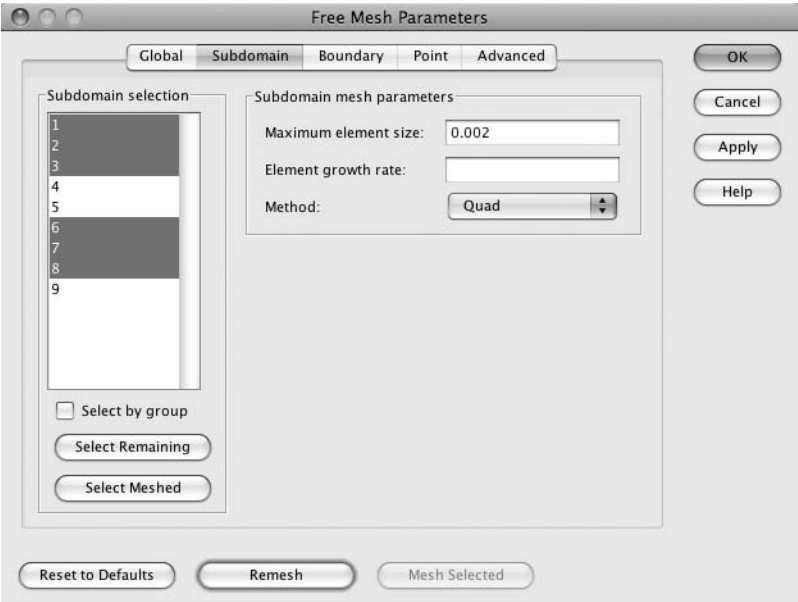 Free Mesh Parameters
Global Subdomain Boundary Point Advanced
OK
Cancel
Apply
Help
Subdomain selection
1
2
3
4
5
6
7
8
9
Select by group
Select Remaining
Select Meshed
Subdomain mesh parameters
Maximum element size: 0.002
Element growth rate:
Method: Quad
Reset to Defaults Remesh Mesh Selected